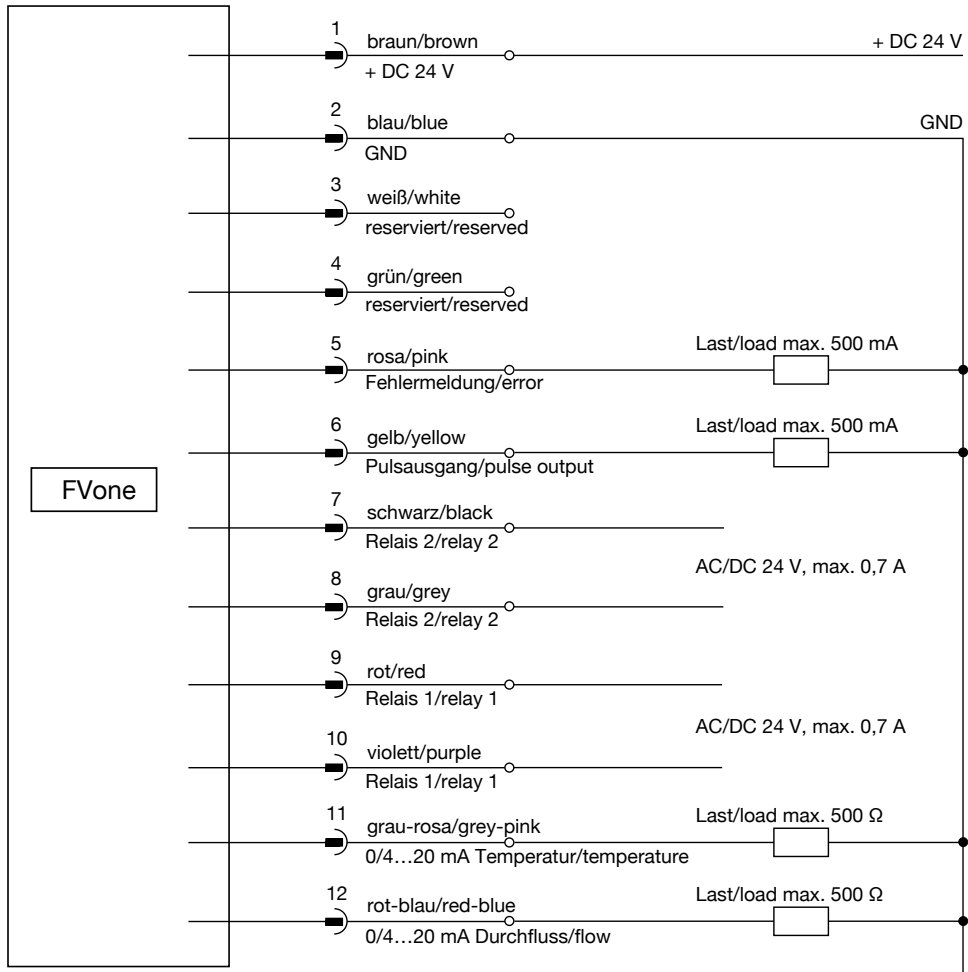 1
braun/brown
+ DC 24 V
+ DC 24 V
2
blau/blue
GND
GND
3
weiß/white
reserviert/reserved
4
grün/green
reserviert/reserved
5
rosa/pink
Last/load max. 500 mA
Fehlermeldung/error
6
gelb/yellow
Last/load max. 500 mA
Pulsausgang/pulse output
FVone
7
schwarz/black
Relais 2/relay 2
AC/DC 24 V, max. 0,7 A
8
grau/grey
Relais 2/relay 2
9
rot/red
Relais 1/relay 1
AC/DC 24 V, max. 0,7 A
10
violett/purple
Relais 1/relay 1
11
grau-rosa/grey-pink
Last/load max. 500 Ω
0/4…20 mA Temperatur/temperature
12
rot-blau/red-blue
Last/load max. 500 Ω
0/4…20 mA Durchfluss/flow